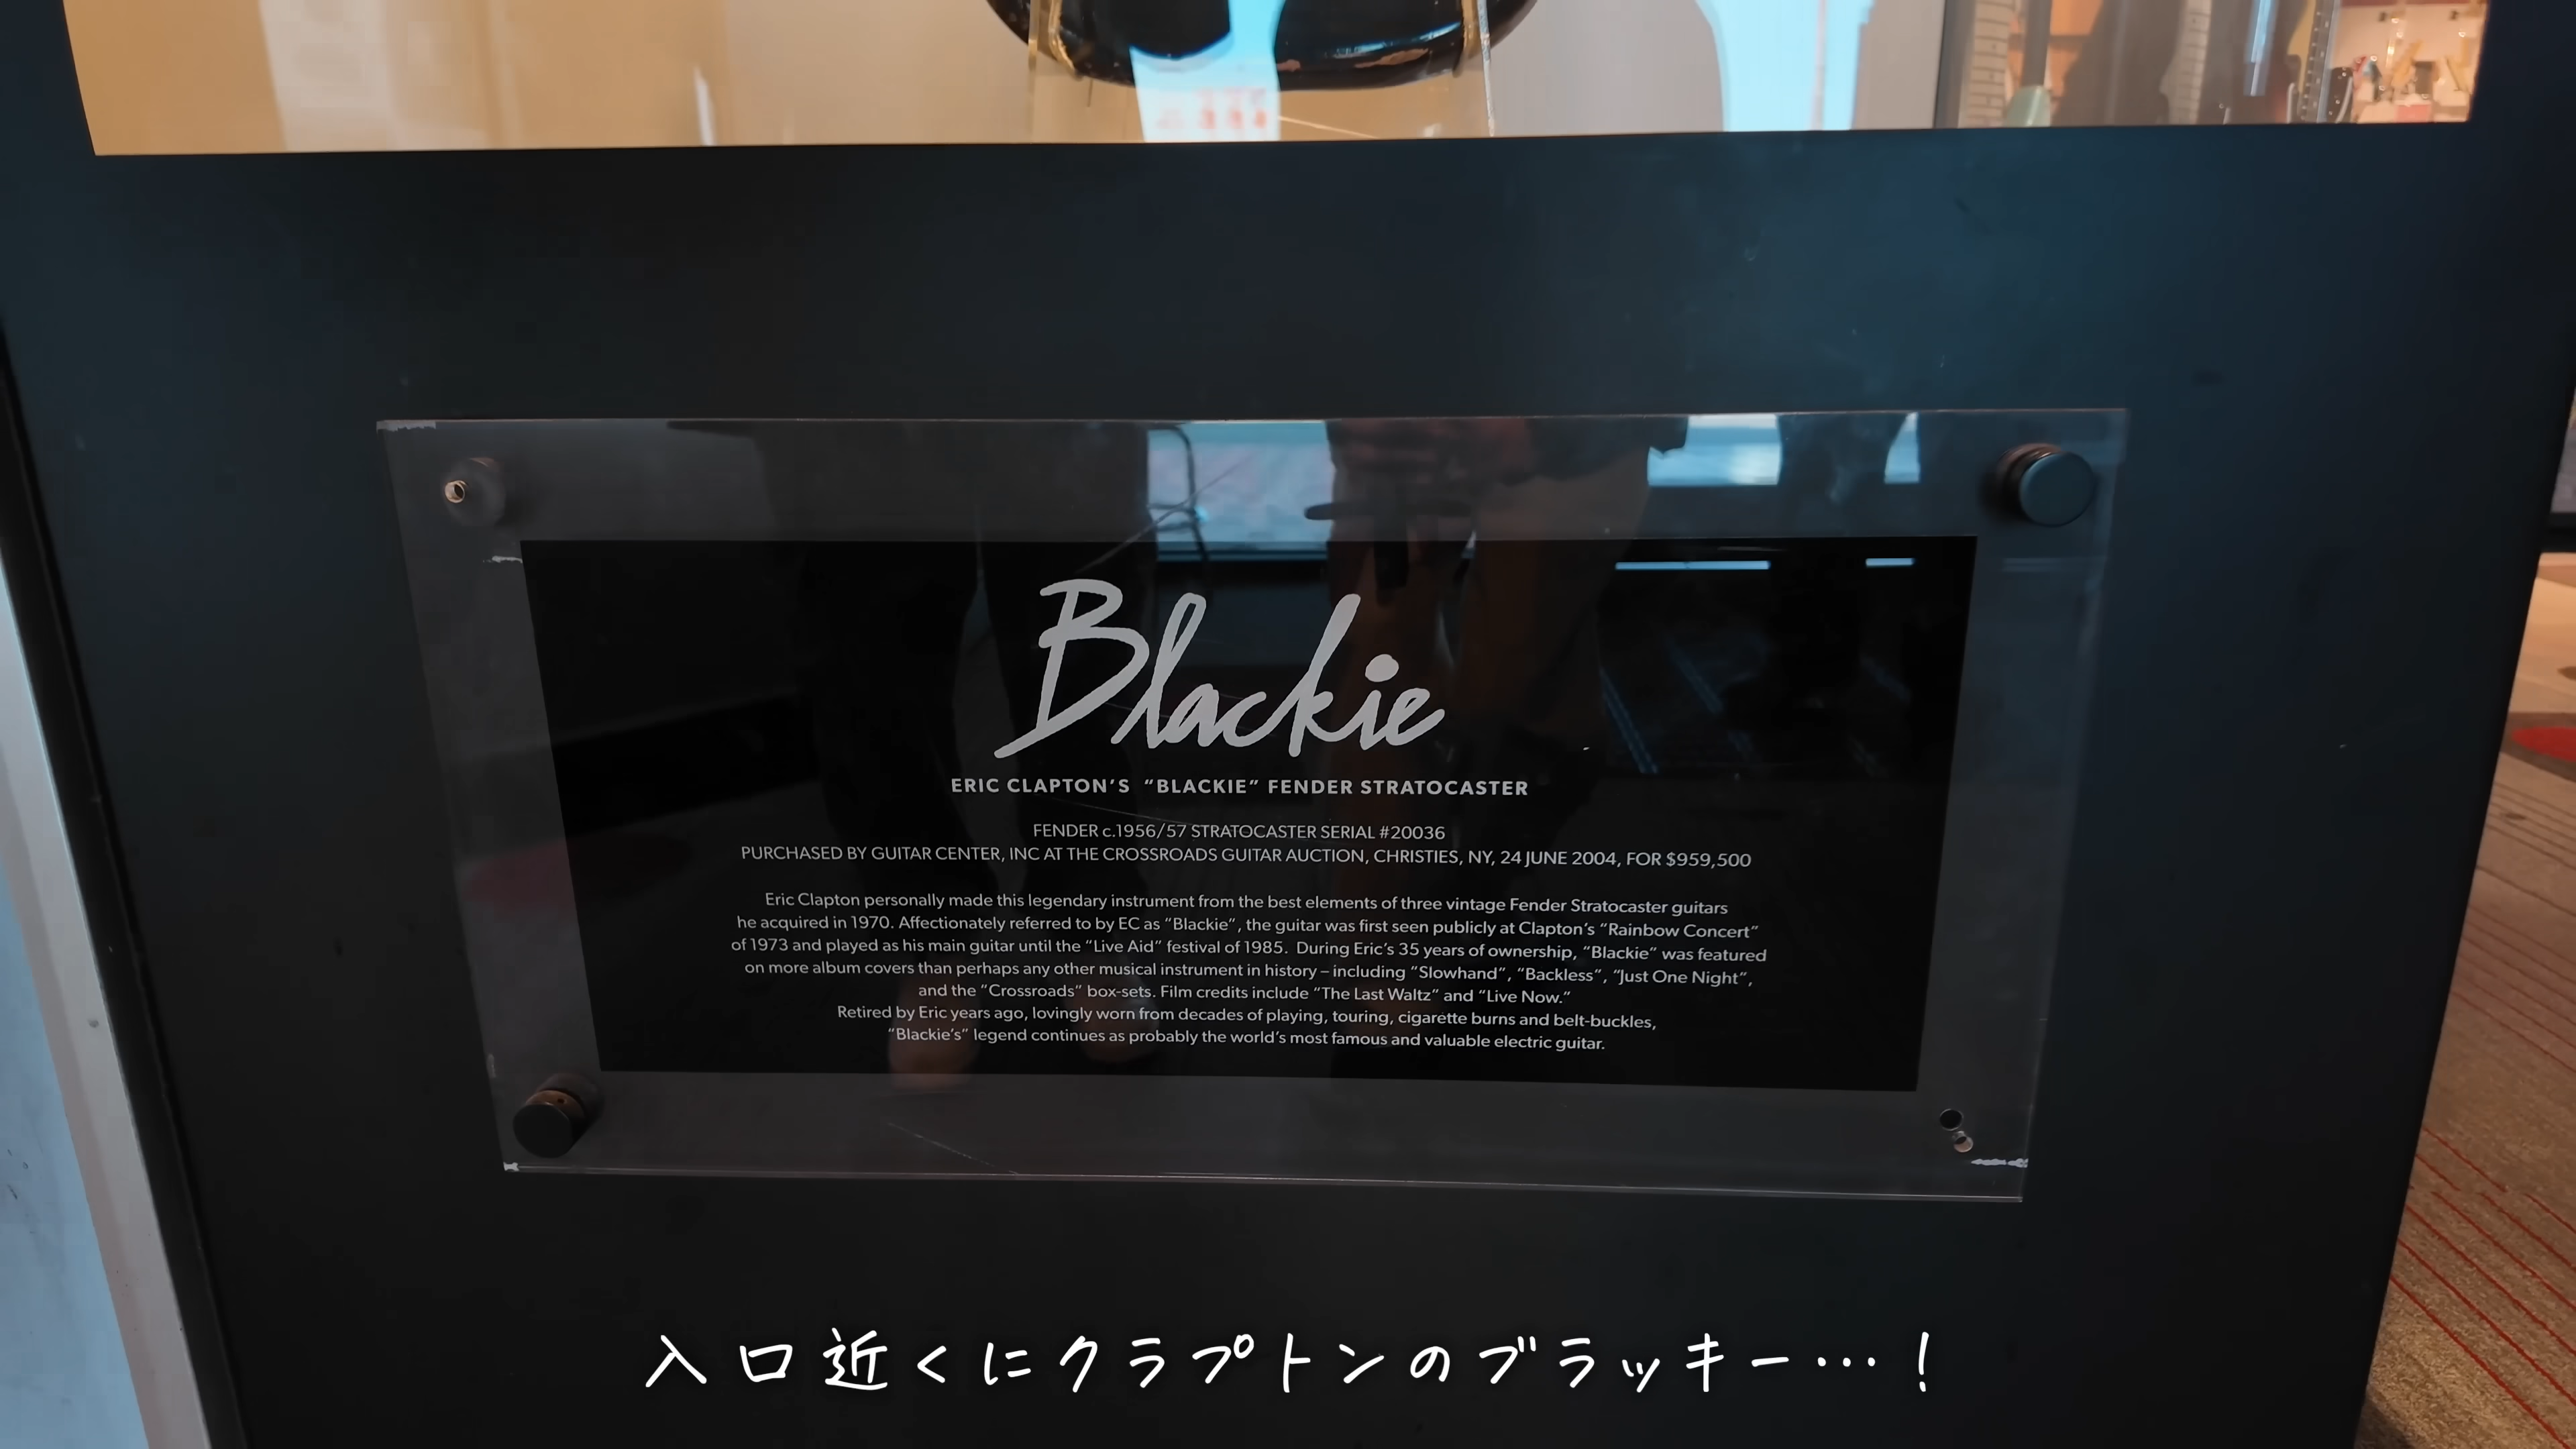 Blackie
ERIC CLAPTON'S "BLACKIE" FENDER STRATOCASTER
FENDER c.1956/57 STRATOCASTER SERIAL #20036
PURCHASED BY GUITAR CENTER, INC AT THE CROSSROADS GUITAR AUCTION, CHRISTIES, NY, 24 JUNE 2004, FOR $959,500
Eric Clapton personally made this legendary instrument from the best elements of three vintage Fender Stratocaster guitars
he acquired in 1970. Affectionately referred to by EC as "Blackie", the guitar was first seen publicly at Clapton's "Rainbow Concert"
of 1973 and played as his main guitar until the "Live Aid" festival of 1985. During Eric's 35 years of ownership, "Blackie" was featured
on more album covers than perhaps any other musical instrument in history – including "Slowhand", "Backless", "Just One Night",
and the "Crossroads" box-sets. Film credits include "The Last Waltz" and "Live Now."
Retired by Eric years ago, lovingly worn from decades of playing, touring, cigarette burns and belt-buckles,
"Blackie's" legend continues as probably the world's most famous and valuable electric guitar.
入口近くにクラプトンのブラッキー…！